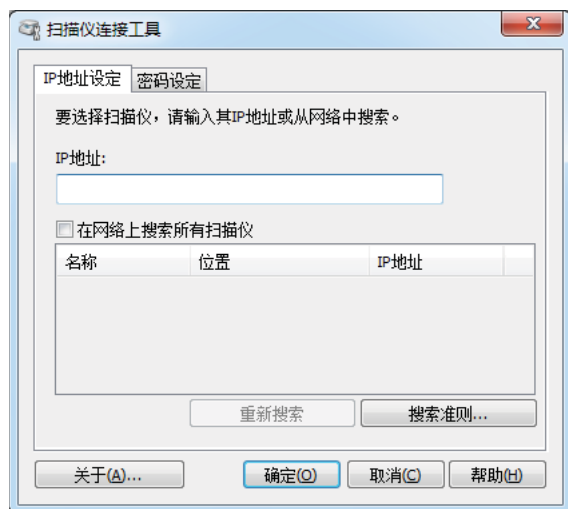 扫描仪连接工具
IP地址设定 密码设定
要选择扫描仪，请输入其IP地址或从网络中搜索。
IP地址:
在网络上搜索所有扫描仪
名称 位置 IP地址
重新搜索 搜索准则...
关于(A)... 确定(O) 取消(C) 帮助(H)